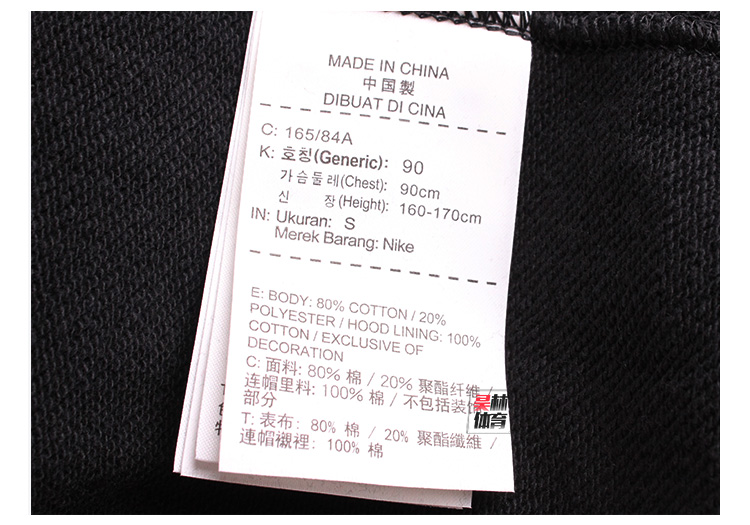 MADE IN CHINA
中国製
DIBUAT DI CINA
C: 165/84A
K: 호칭(Generic): 90
가슴둘레(Chest): 90cm
신 장(Height): 160-170cm
IN: Ukuran: S
Merek Barang: Nike
E: BODY: 80% COTTON / 20%
POLYESTER / HOOD LINING: 100%
COTTON / EXCLUSIVE OF
DECORATION
C: 面料: 80% 棉 / 20% 聚酯纤维 /
连帽里料: 100% 棉 / 不包括装饰
部分
T: 表布: 80% 棉 / 20% 聚酯纖維 /
連帽襯裡: 100% 棉
林
体育